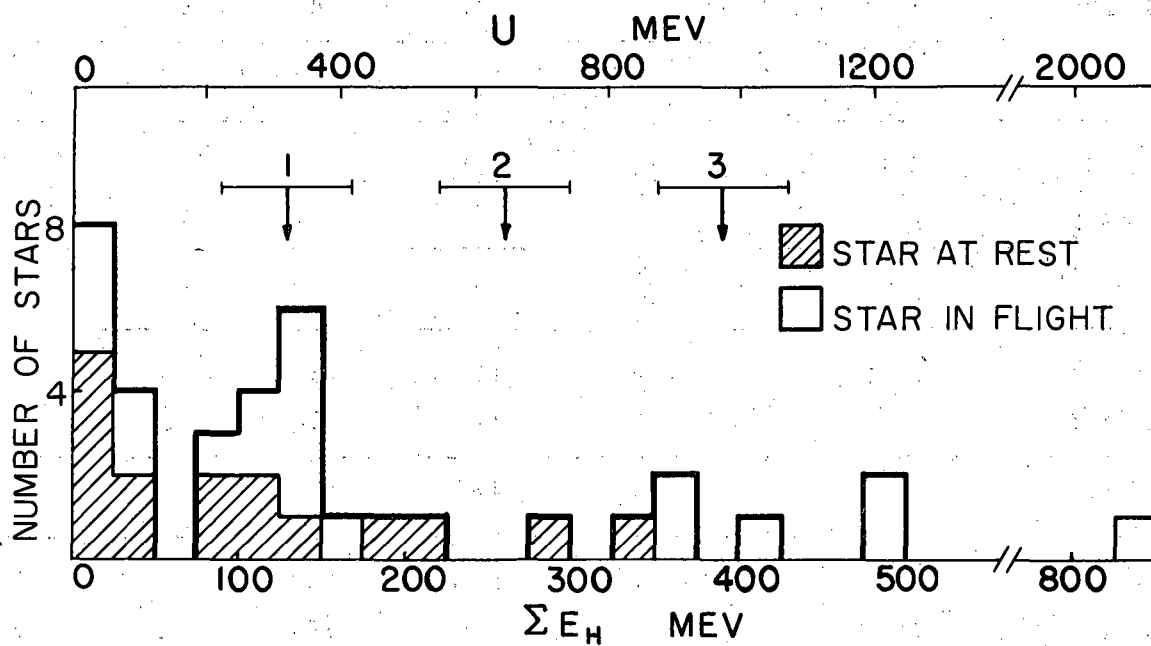 U MEV
0 400 800 1200 2000
1 2 3
8
4
NUMBER OF STARS
STAR AT REST
STAR IN FLIGHT
0 100 200 300 400 500 800
Σ E_H MEV